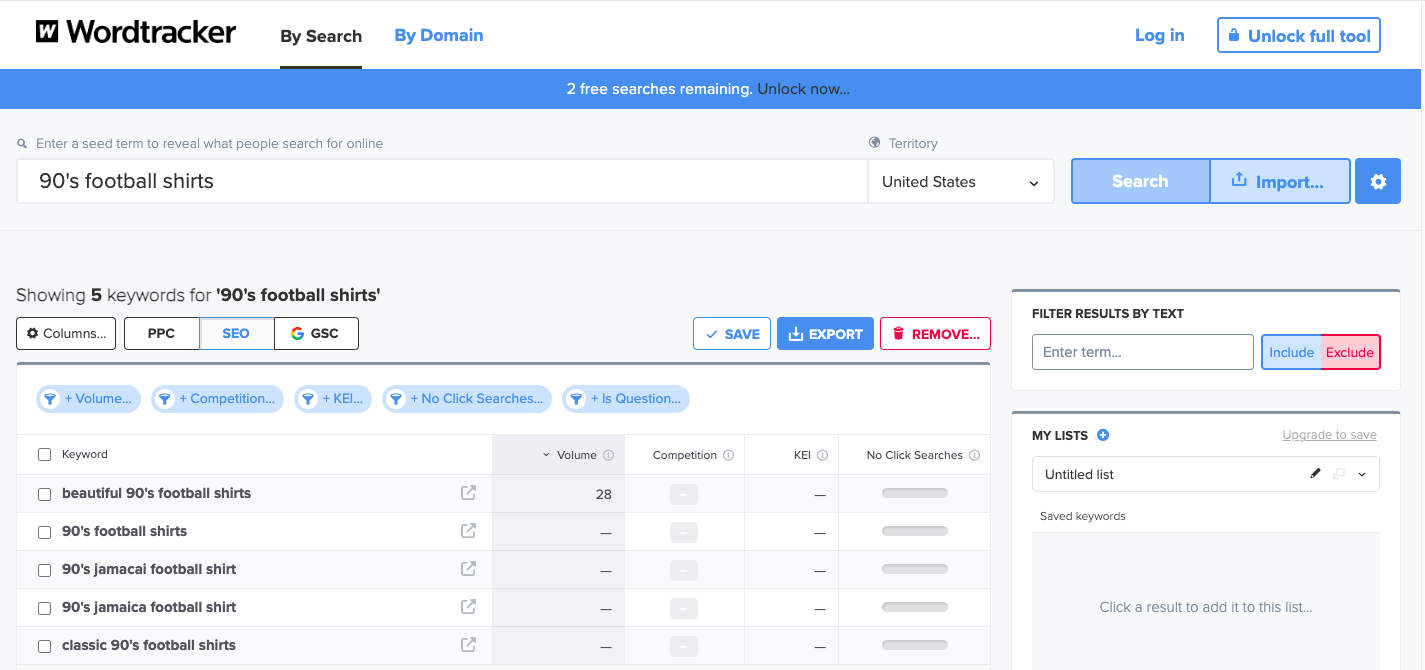 W Wordtracker
By Search
By Domain
Log in
Unlock full tool
2 free searches remaining. Unlock now...
Enter a seed term to reveal what people search for online
Territory
90's football shirts
United States
Search
Import...
Showing 5 keywords for '90's football shirts'
Columns...
PPC
SEO
G GSC
SAVE
EXPORT
REMOVE...
+ Volume...
+ Competition...
+ KEI...
+ No Click Searches...
+ Is Question...
Keyword
Volume
Competition
KEI
No Click Searches
beautiful 90's football shirts 28 – —
90's football shirts — – —
90's jamacai football shirt — – —
90's jamaica football shirt — – —
classic 90's football shirts — – —
FILTER RESULTS BY TEXT
Enter term...
Include
Exclude
MY LISTS
Upgrade to save
Untitled list
Saved keywords
Click a result to add it to this list...